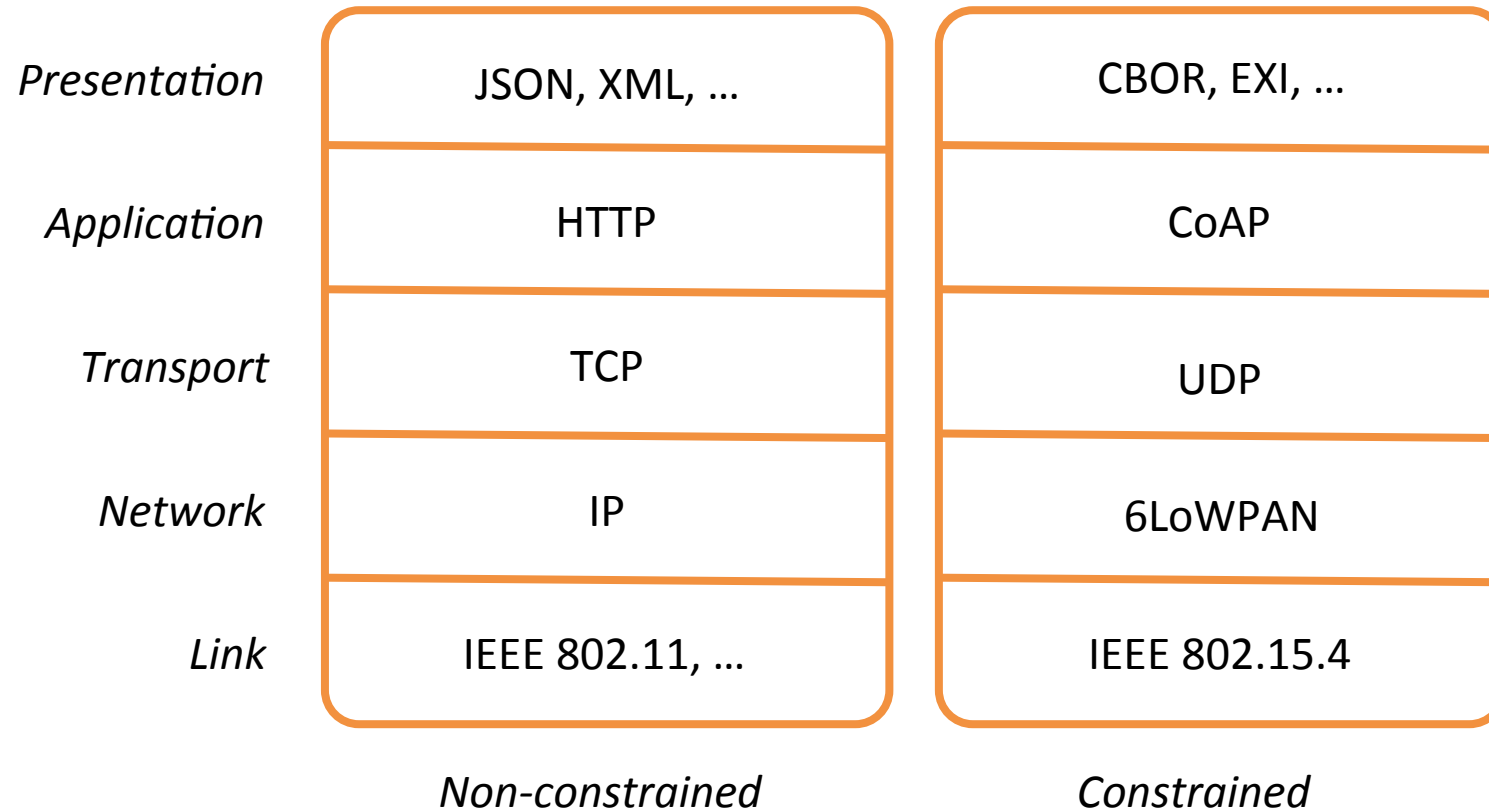 Presentation JSON, XML, … CBOR, EXI, …
Application HTTP CoAP
Transport TCP UDP
Network IP 6LoWPAN
Link IEEE 802.11, … IEEE 802.15.4
Non-constrained Constrained